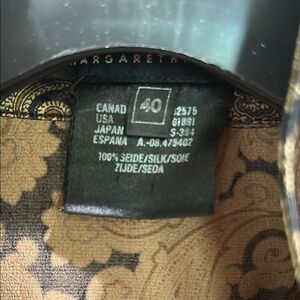 MARGARETHA
40
CANAD 12575
USA 61891
JAPAN S-394
ESPANA A.-08.475402
100% SEIDE/SILK/SOIE
ZIJDE/SEDA